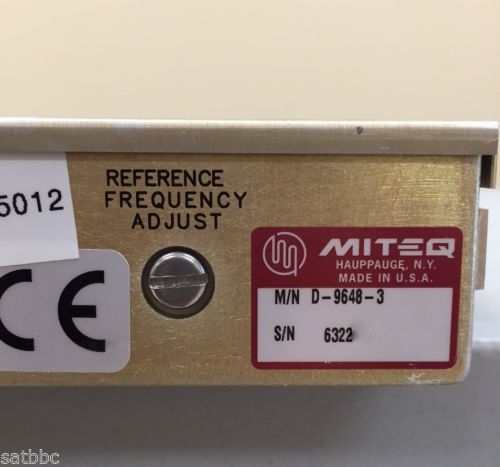 5012
REFERENCE
FREQUENCY
ADJUST
CE
MITEQ
HAUPPAUGE, N.Y.
MADE IN U.S.A.
M/N D-9648-3
S/N 6322
satbbc